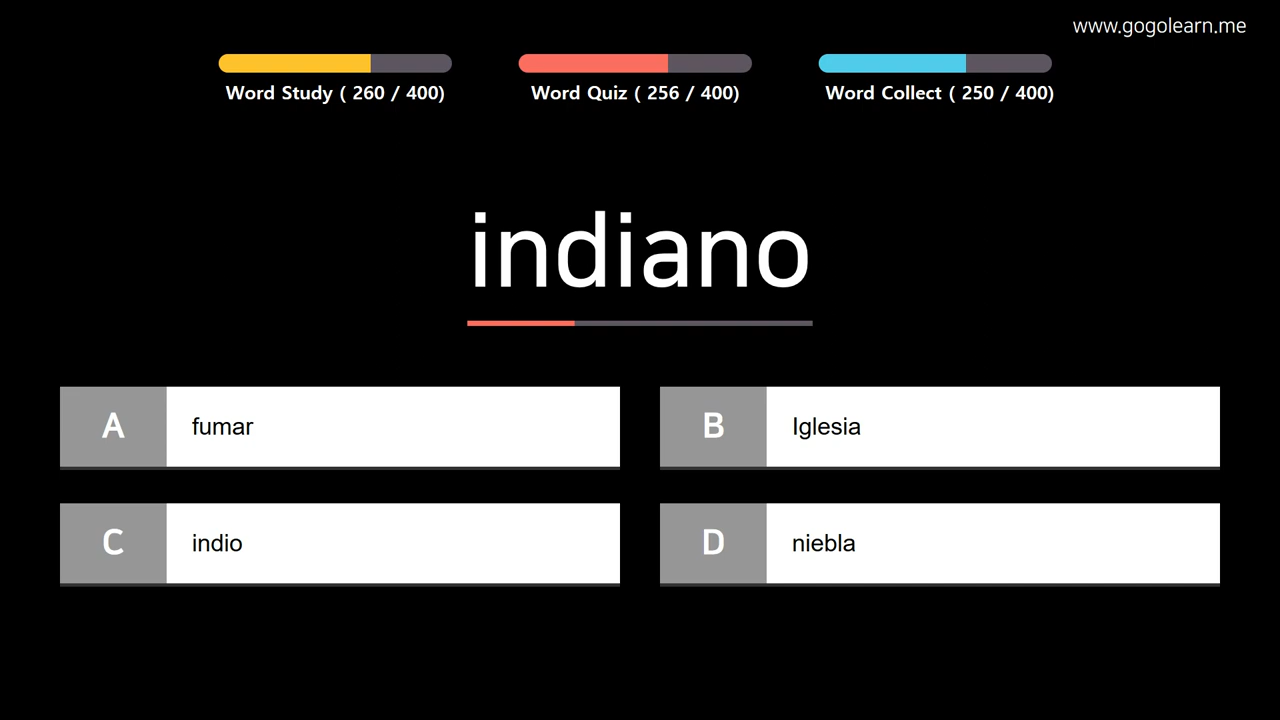 www.gogolearn.me
Word Study ( 260 / 400)
Word Quiz ( 256 / 400)
Word Collect ( 250 / 400)
indiano
A fumar
B Iglesia
C indio
D niebla